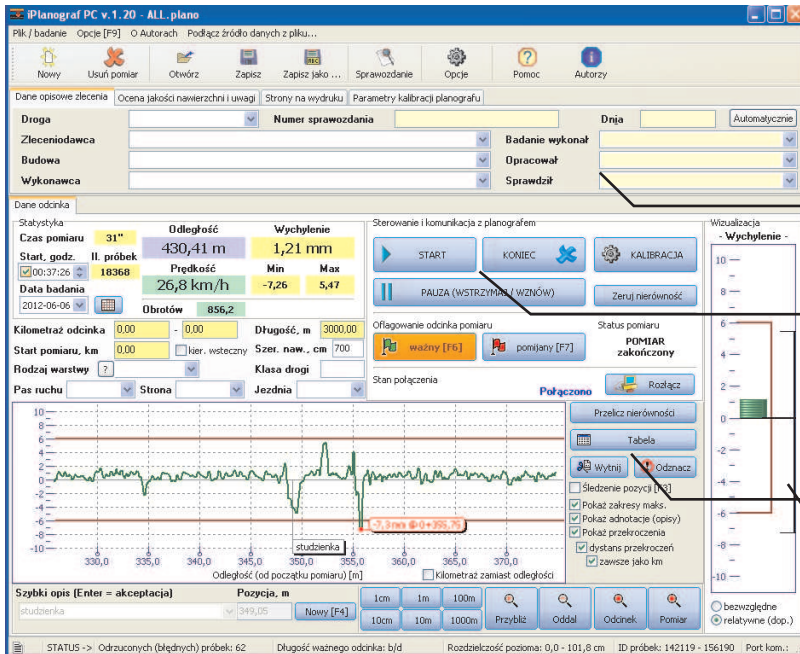 iPlanograf PC v.1.20 - ALL.plano
Plik / badanie Opcje [F9] O Autorach Podłącz źródło danych z pliku...
Nowy Usuń pomiar Otwórz Zapisz Zapisz jako ... Sprawozdanie Opcje Pomoc Autorzy
Dane opisowe zlecenia Ocena jakości nawierzchni i uwagi Strony na wydruku Parametry kalibracji planografu
Droga Numer sprawozdania Dnja Automatycznie
Zleceniodawca Badanie wykonał
Budowa Opracował
Wykonawca Sprawdził
Dane odcinka
Statystyka
Czas pomiaru 31"
Start, godz. Il. próbek
00:37:26 18368
Data badania
2012-06-06
Odległość
430,41 m
Prędkość
26,8 km/h
Obrotów 856,2
Wychylenie
1,21 mm
Min Max
-7,26 5,47
Kilometraż odcinka 0,00 - 0,00 Długość, m 3000,00
Start pomiaru, km 0,00 kier. wsteczny Szer. naw., cm 700
Rodzaj warstwy ? Klasa drogi
Pas ruchu Strona Jezdnia
Sterowanie i komunikacja z planografem
START KONIEC KALIBRACJA
PAUZA (WSTRZYMAJ / WZNÓW) Zeruj nierówność
Oflagowanie odcinka pomiaru Status pomiaru
ważny [F6] pomijany [F7] POMIAR
zakończony
Stan połączenia Połączono Rozłącz
Wizualizacja
- Wychylenie -
10
8
6
4
2
0
-2
-4
-6
-8
-10
bezwzględne
relatywne (dop.)
10
8
6
4
2
0
-2
-4
-6
-8
-10
-7,3 mm @ 0+355,75
studzienka
330,0 335,0 340,0 345,0 350,0 355,0 360,0 365,0 370,0
Odległość (od początku pomiaru) [m] Kilometraż zamiast odległości
Przelicz nierówności
Tabela
Wytnij Odznacz
Śledzenie pozycji [F3]
Pokaż zakresy maks.
Pokaż adnotacje (opisy)
Pokaż przekroczenia
dystans przekroczeń
zawsze jako km
Szybki opis (Enter = akceptacja) Pozycja, m
studzienka 349,05 Nowy [F4]
1cm 1m 100m
10cm 10m 1000m
Przybliż Oddal Odcinek Pomiar
STATUS -> Odrzuconych (błędnych) próbek: 62 Długość ważnego odcinka: b/d Rozdzielczość pozioma: 0,0 - 101,8 cm ID próbek: 142119 - 156190 Port kom.: